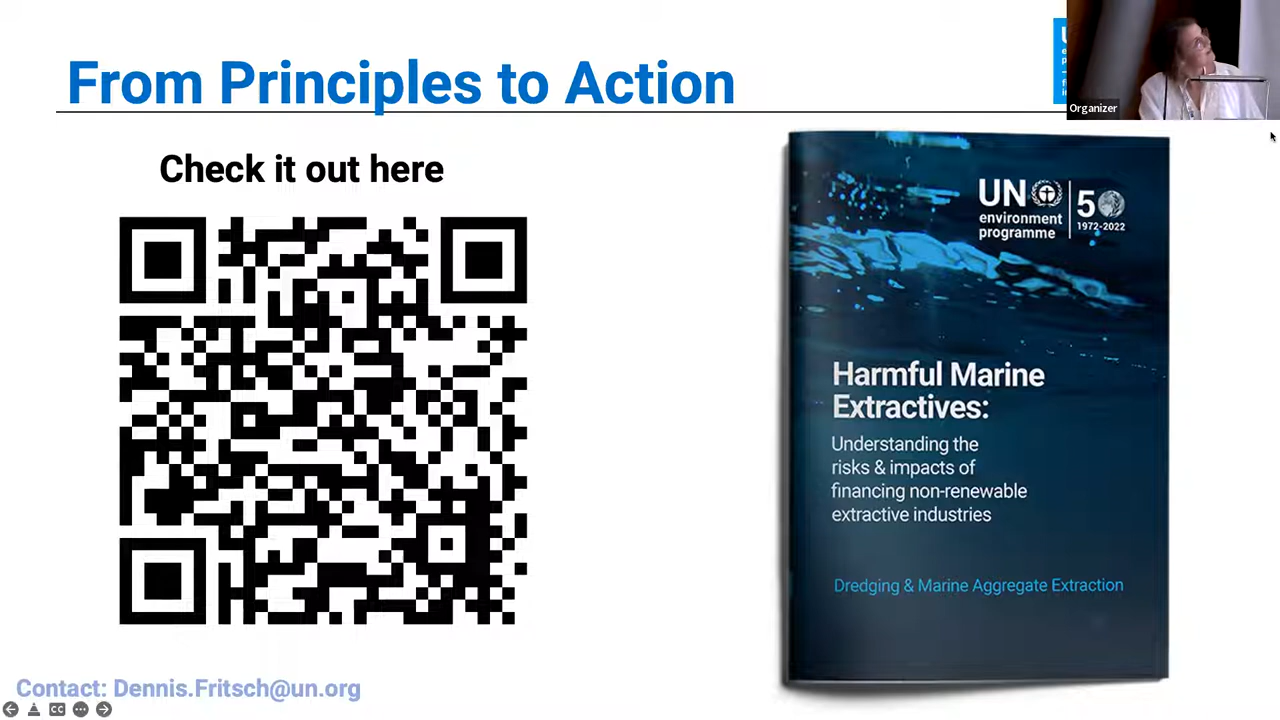 From Principles to Action
Organizer
Check it out here
UN
environment
programme
50
1972-2022
Harmful Marine
Extractives:
Understanding the
risks & impacts of
financing non-renewable
extractive industries
Dredging & Marine Aggregate Extraction
Contact: Dennis.Fritsch@un.org
CC